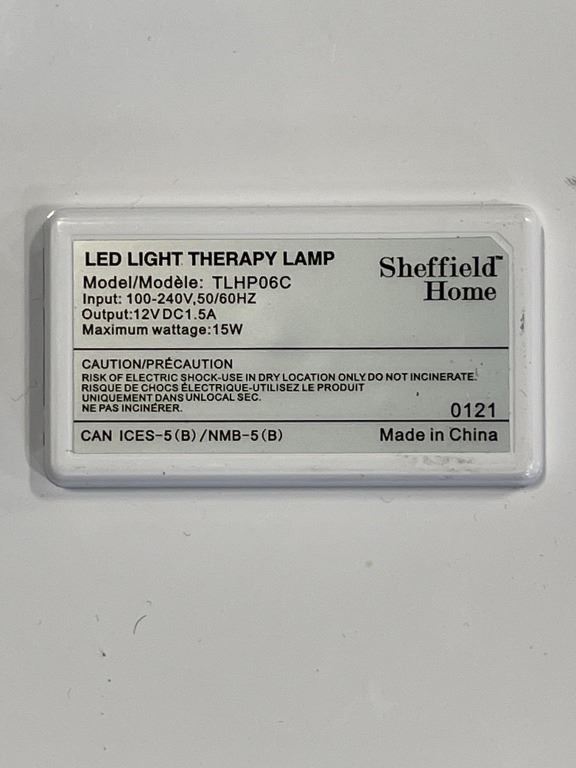 LED LIGHT THERAPY LAMP
Sheffield™
Home
Model/Modèle: TLHP06C
Input: 100-240V,50/60HZ
Output:12V DC1.5A
Maximum wattage:15W
CAUTION/PRÉCAUTION
RISK OF ELECTRIC SHOCK-USE IN DRY LOCATION ONLY.DO NOT INCINERATE.
RISQUE DE CHOCS ÉLECTRIQUE-UTILISEZ LE PRODUIT
UNIQUEMENT DANS UNLOCAL SEC.
NE PAS INCINÉRER.
0121
CAN ICES-5(B)/NMB-5(B)
Made in China